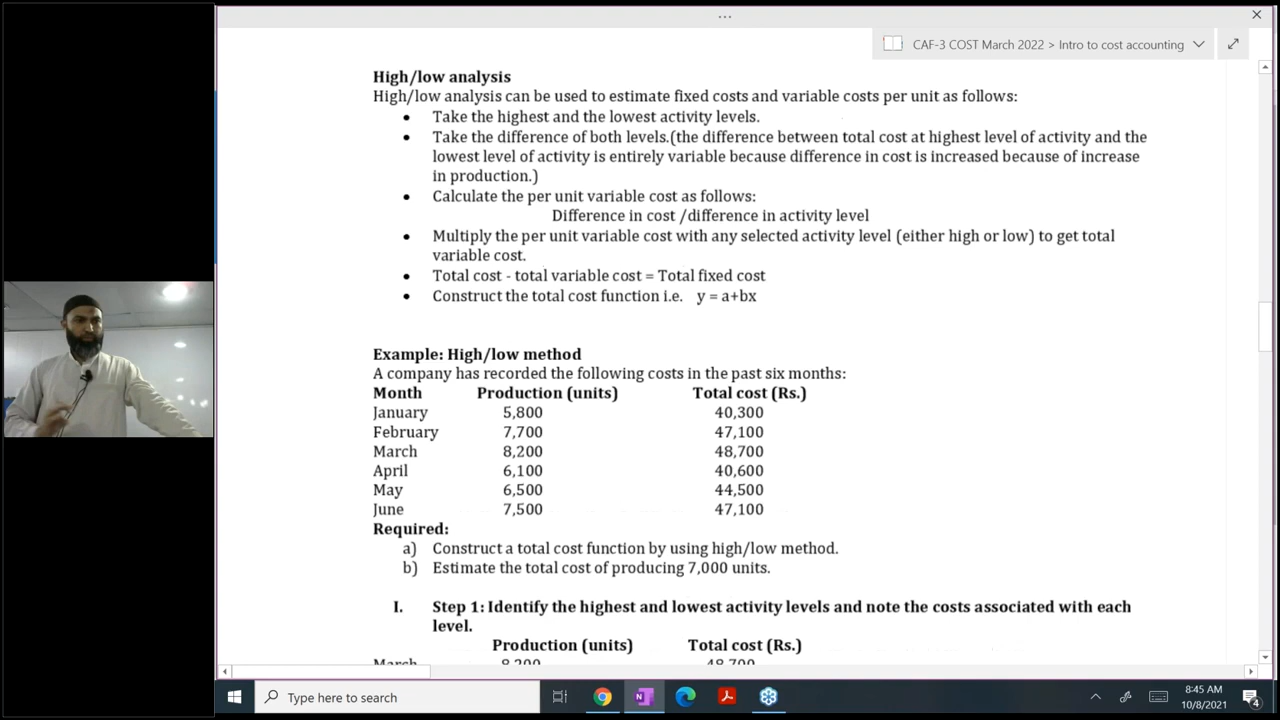 CAF-3 COST March 2022 > Intro to cost accounting
High/low analysis
High/low analysis can be used to estimate fixed costs and variable costs per unit as follows:
• Take the highest and the lowest activity levels.
• Take the difference of both levels.(the difference between total cost at highest level of activity and the
lowest level of activity is entirely variable because difference in cost is increased because of increase
in production.)
• Calculate the per unit variable cost as follows:
Difference in cost /difference in activity level
• Multiply the per unit variable cost with any selected activity level (either high or low) to get total
variable cost.
• Total cost - total variable cost = Total fixed cost
• Construct the total cost function i.e. y = a+bx
Example: High/low method
A company has recorded the following costs in the past six months:
Month Production (units) Total cost (Rs.)
January 5,800 40,300
February 7,700 47,100
March 8,200 48,700
April 6,100 40,600
May 6,500 44,500
June 7,500 47,100
Required:
a) Construct a total cost function by using high/low method.
b) Estimate the total cost of producing 7,000 units.
I. Step 1: Identify the highest and lowest activity levels and note the costs associated with each
level.
Production (units) Total cost (Rs.)
March 8,200 48,700
Type here to search
8:45 AM
10/8/2021
4